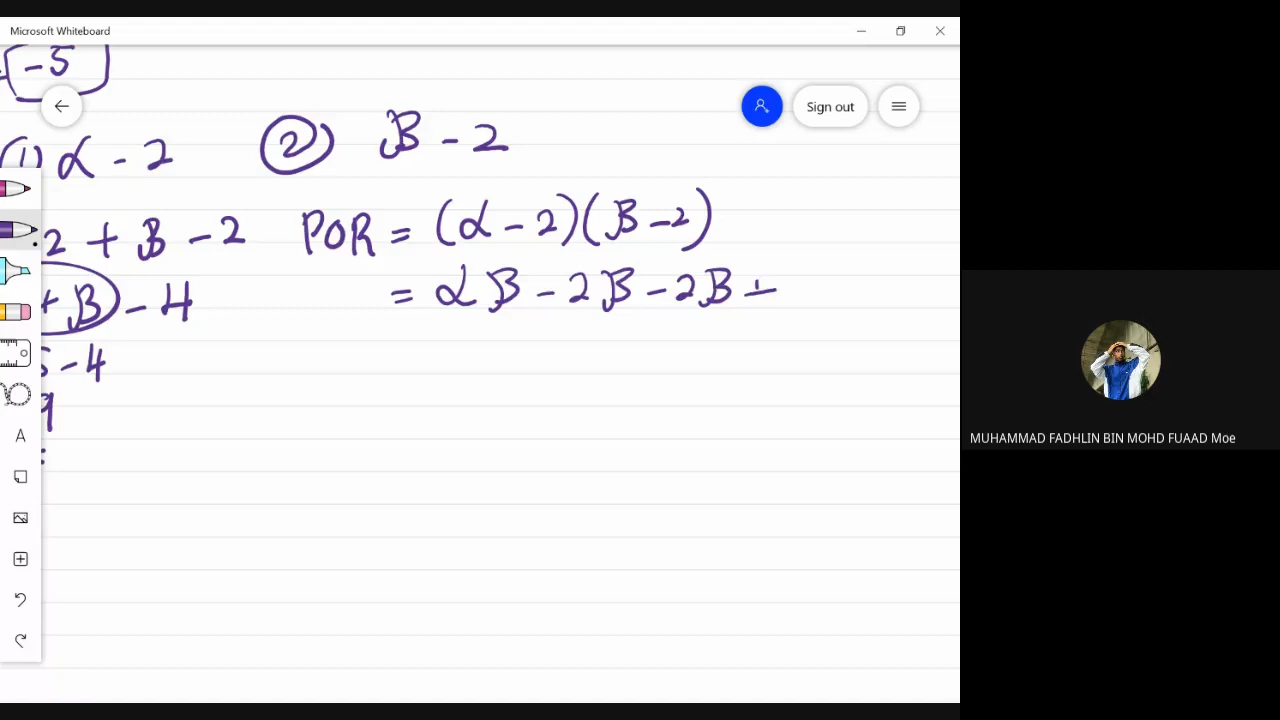 Microsoft Whiteboard
-5
Sign out
1) α - 2 ② β - 2
2 + β - 2 POR = (α - 2)(β - 2)
+ β) - 4 = αβ - 2β - 2β +
- 4
9
A
MUHAMMAD FADHLIN BIN MOHD FUAAD Moe